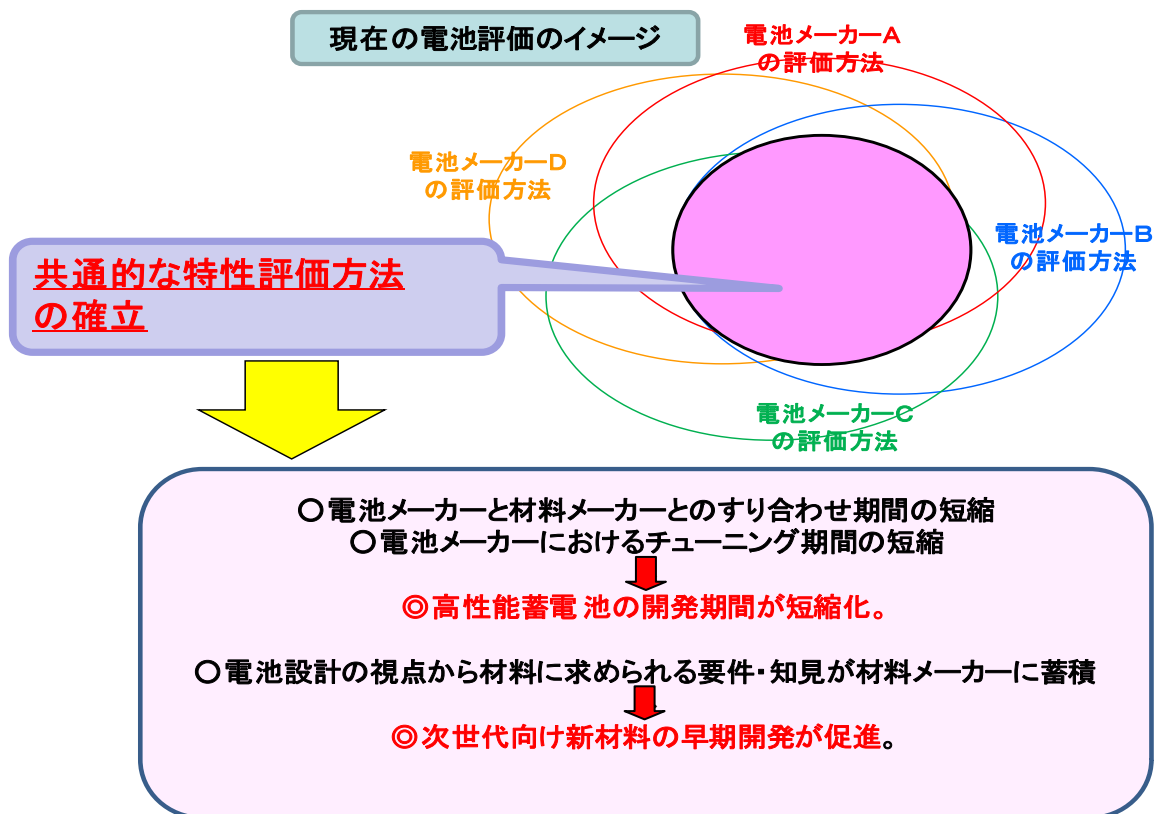 現在の電池評価のイメージ
電池メーカーA
の評価方法
電池メーカーD
の評価方法
電池メーカーB
の評価方法
共通的な特性評価方法
の確立
電池メーカーC
の評価方法
○電池メーカーと材料メーカーとのすり合わせ期間の短縮
○電池メーカーにおけるチューニング期間の短縮
◎高性能蓄電池の開発期間が短縮化。
○電池設計の視点から材料に求められる要件・知見が材料メーカーに蓄積
◎次世代向け新材料の早期開発が促進。